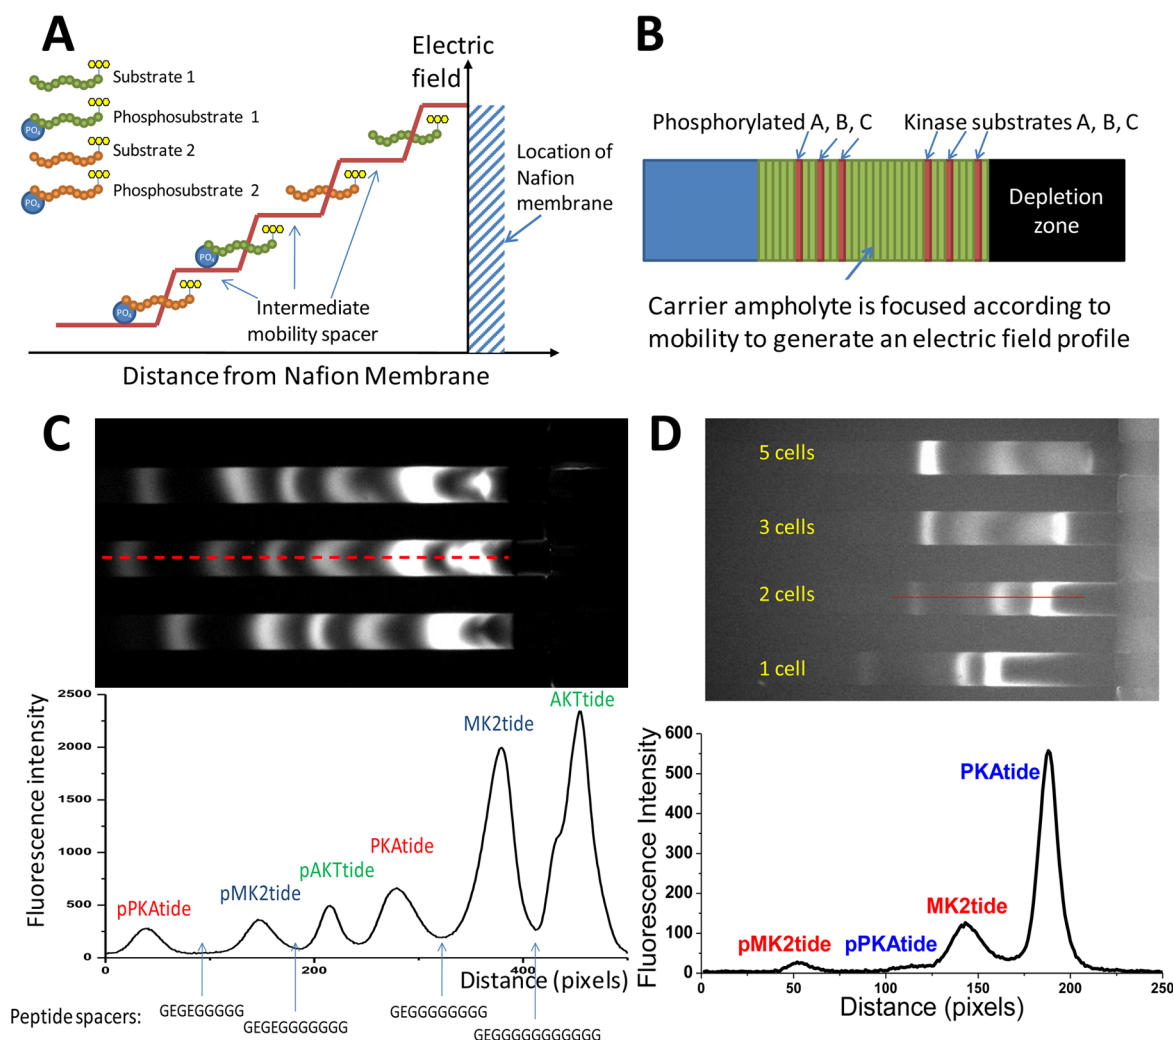 A
Electric
field
Substrate 1
Phosphosubstrate 1
PO₄
Substrate 2
Phosphosubstrate 2
PO₄
Location of
Nafion
membrane
PO₄
PO₄
Intermediate
mobility spacer
Distance from Nafion Membrane
B
Phosphorylated A, B, C
Kinase substrates A, B, C
Depletion
zone
Carrier ampholyte is focused according to
mobility to generate an electric field profile
C
2500
2000
1500
1000
500
0
Fluorescence intensity
AKTtide
MK2tide
PKAtide
pAKTtide
pMK2tide
pPKAtide
0
200
400
Distance (pixels)
Peptide spacers:
GEGEGGGGG
GEGEGGGGGGG
GEGGGGGGGG
GEGGGGGGGGGGGG
D
5 cells
3 cells
2 cells
1 cell
600
500
400
300
200
100
0
Fluorescence Intensity
PKAtide
MK2tide
pMK2tide
pPKAtide
0
50
100
150
200
250
Distance (pixels)